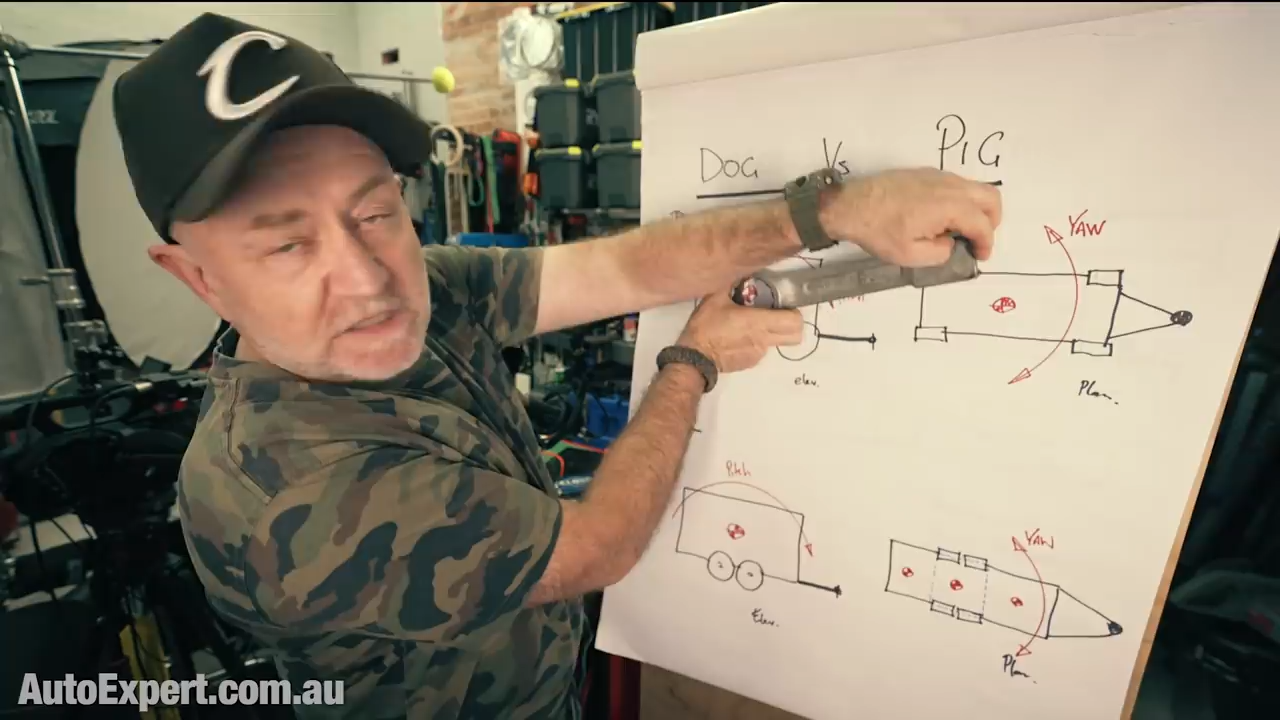 C
DOG Vs PIG
YAW
elev.
Plan.
Pitch
YAW
Elev.
Plan.
AutoExpert.com.au